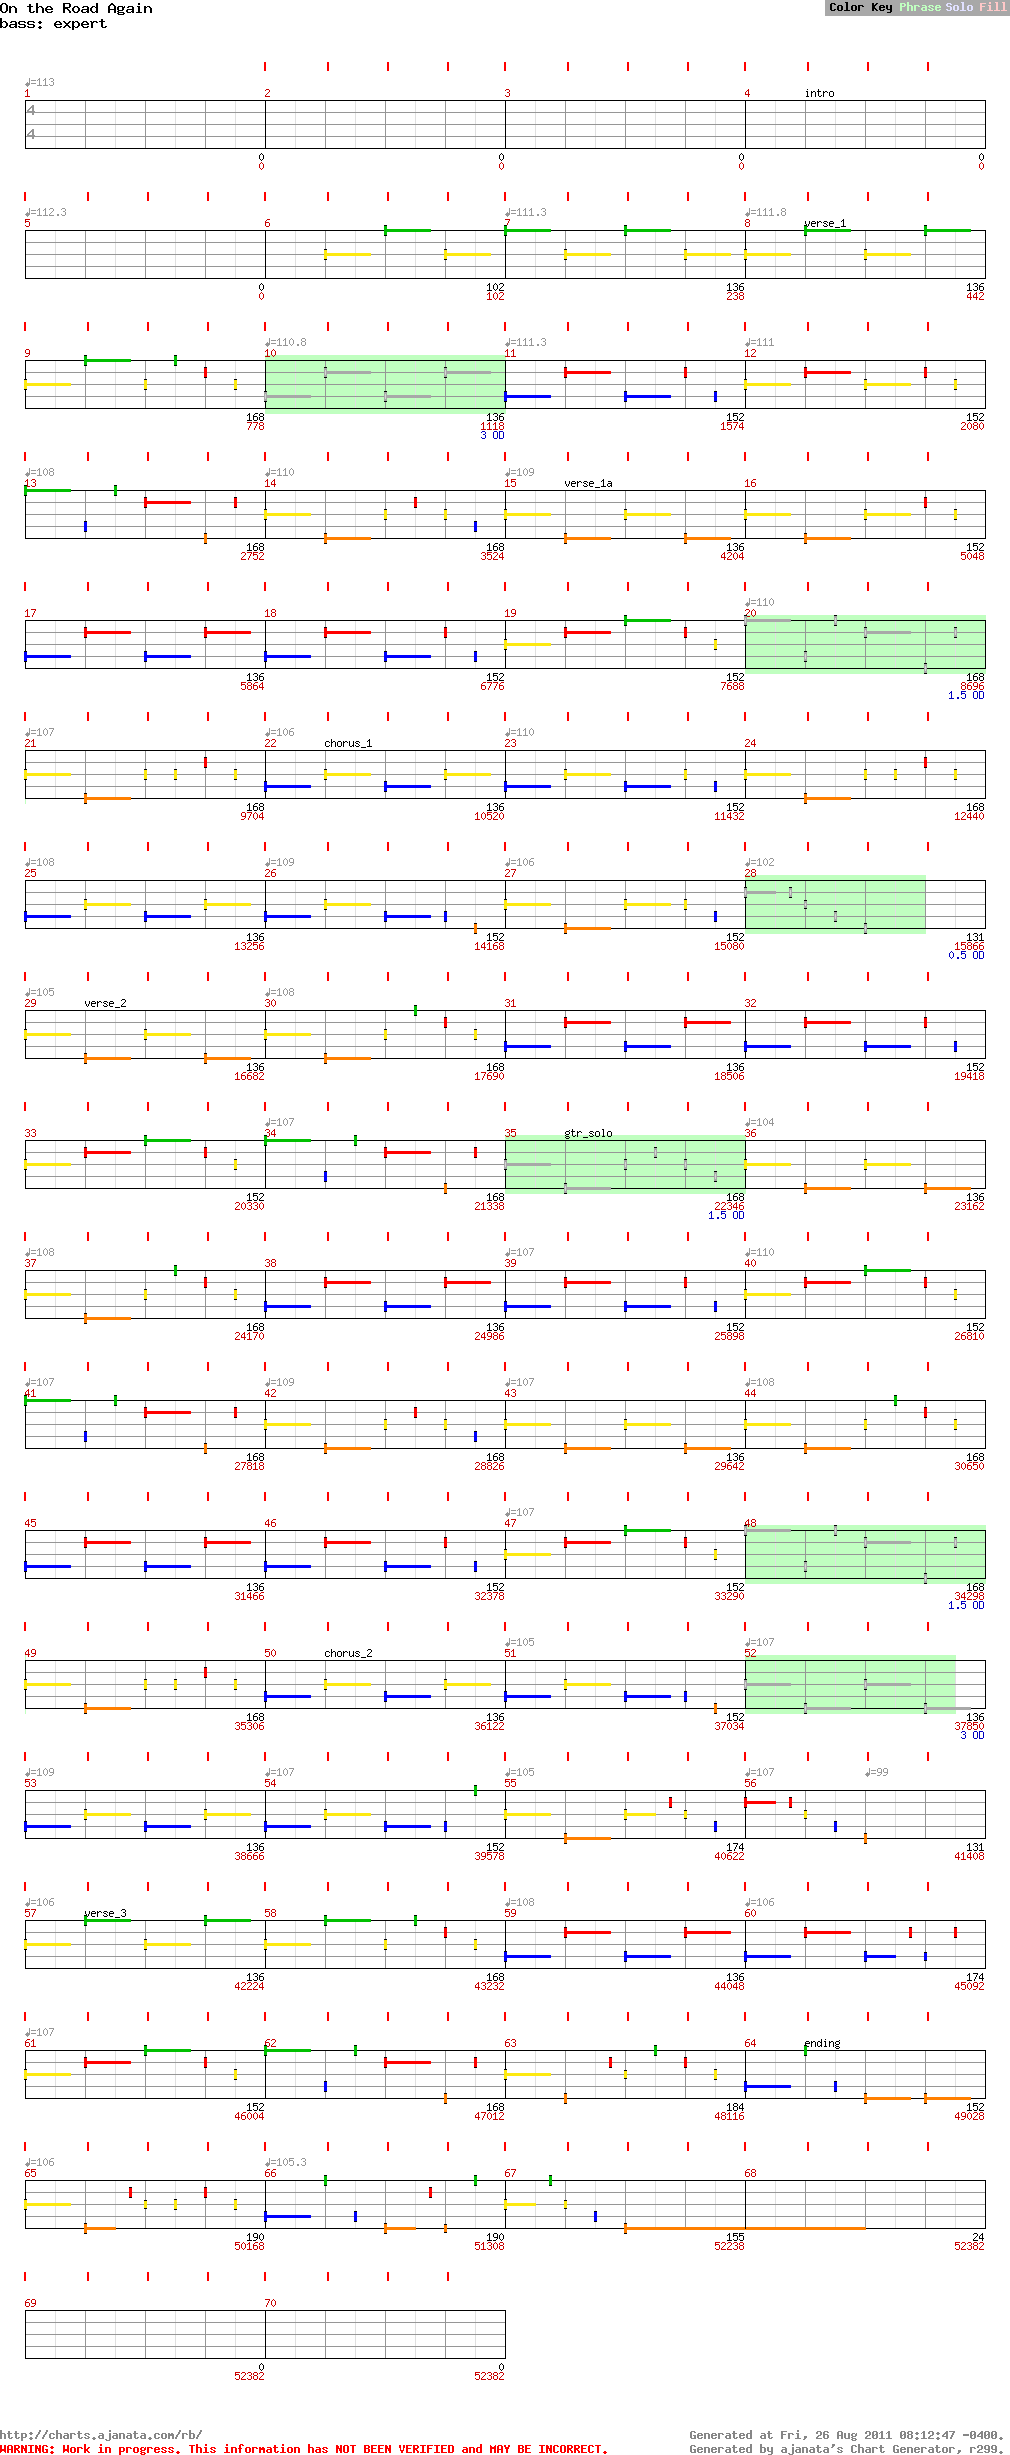 On the Road Again
bass: expert
Color Key Phrase Solo Fill
♩=113
1 2 3 4 intro
4
4
0 0 0 0
0 0 0 0
♩=112.3 ♩=111.3 ♩=111.8
5 6 7 8 verse_1
0 102 136 136
0 102 238 442
♩=110.8 ♩=111.3 ♩=111
9 10 11 12
168 136 152 152
778 1118 1574 2080
3 OD
♩=108 ♩=110 ♩=109
13 14 15 verse_1a 16
168 168 136 152
2752 3524 4204 5048
♩=110
17 18 19 20
136 152 152 168
5864 6776 7688 8696
1.5 OD
♩=107 ♩=106 ♩=110
21 22 chorus_1 23 24
168 136 152 168
9704 10520 11432 12440
♩=108 ♩=109 ♩=106 ♩=102
25 26 27 28
136 152 152 131
13256 14168 15080 15866
0.5 OD
♩=105 ♩=108
29 verse_2 30 31 32
136 168 136 152
16682 17690 18506 19418
♩=107 ♩=104
33 34 35 gtr_solo 36
152 168 168 136
20330 21338 22346 23162
1.5 OD
♩=108 ♩=107 ♩=110
37 38 39 40
168 136 152 152
24170 24986 25898 26810
♩=107 ♩=109 ♩=107 ♩=108
41 42 43 44
168 168 136 168
27818 28826 29642 30650
♩=107
45 46 47 48
136 152 152 168
31466 32378 33290 34298
1.5 OD
♩=105 ♩=107
49 50 chorus_2 51 52
168 136 152 136
35306 36122 37034 37850
3 OD
♩=109 ♩=107 ♩=105 ♩=107 ♩=99
53 54 55 56
136 152 174 131
38666 39578 40622 41408
♩=106 ♩=108 ♩=106
57 verse_3 58 59 60
136 168 136 174
42224 43232 44048 45092
♩=107
61 62 63 64 ending
152 168 184 152
46004 47012 48116 49028
♩=106 ♩=105.3
65 66 67 68
190 190 155 24
50168 51308 52238 52382
69 70
0 0
52382 52382
http://charts.ajanata.com/rb/
Generated at Fri, 26 Aug 2011 08:12:47 -0400.
WARNING: Work in progress. This information has NOT BEEN VERIFIED and MAY BE INCORRECT.
Generated by ajanata's Chart Generator, r299.